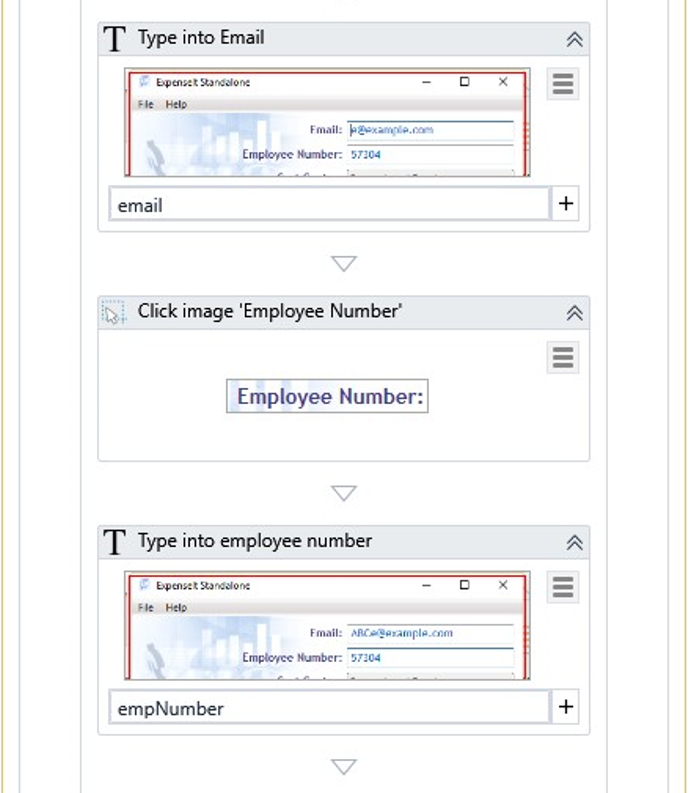 Type into Email
ExpenseIt Standalone
File Help
Email: e@example.com
Employee Number: 57304
email
Click image 'Employee Number'
Employee Number:
Type into employee number
ExpenseIt Standalone
File Help
Email: ABCe@example.com
Employee Number: 57304
empNumber